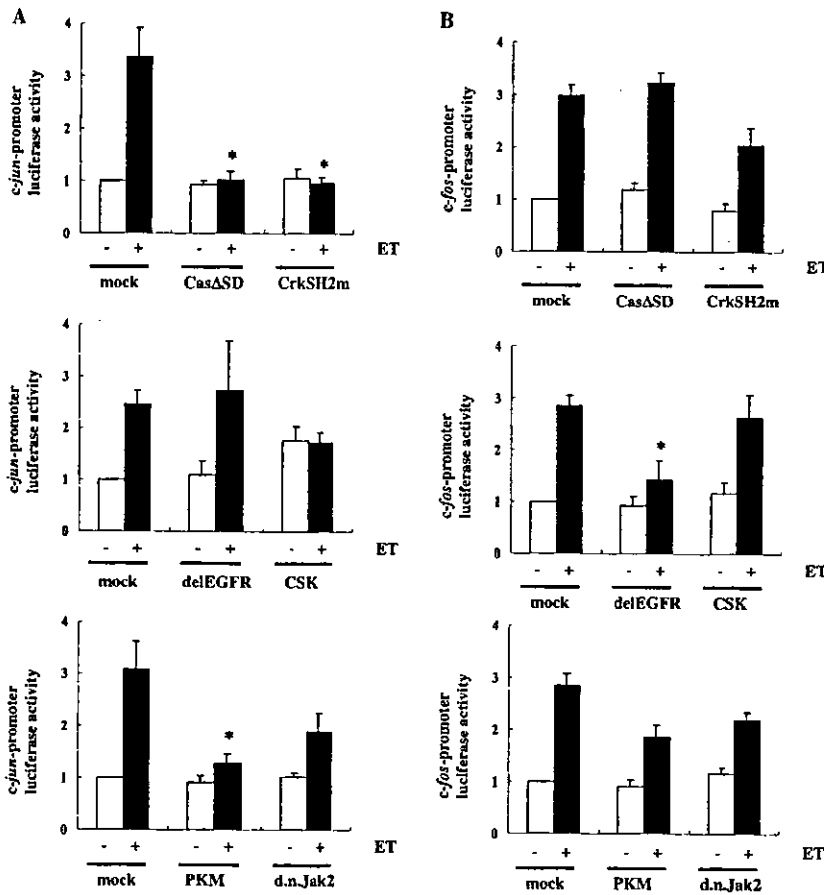 A
c-jun-promoter
luciferase activity
4
3
2
1
0
*
*
- + - + - + ET
mock CasΔSD CrkSH2m
c-jun-promoter
luciferase activity
4
3
2
1
0
- + - + - + ET
mock delEGFR CSK
c-jun-promoter
luciferase activity
4
3
2
1
0
*
- + - + - + ET
mock PKM d.n.Jak2
B
c-fos-promoter
luciferase activity
4
3
2
1
0
- + - + - + ET
mock CasΔSD CrkSH2m
c-fos-promoter
luciferase activity
4
3
2
1
0
*
- + - + - + ET
mock delEGFR CSK
c-fos-promoter
luciferase activity
4
3
2
1
0
- + - + - + ET
mock PKM d.n.Jak2